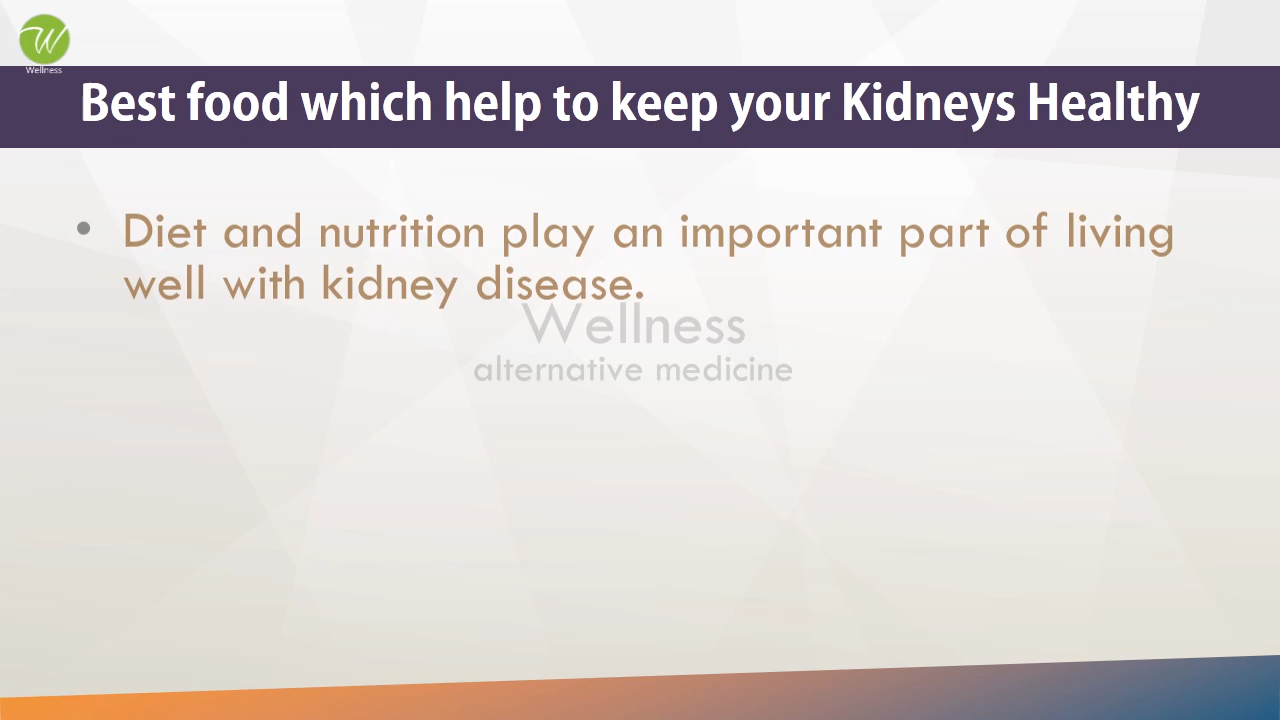 W
Wellness
Best food which help to keep your Kidneys Healthy
• Diet and nutrition play an important part of living
well with kidney disease.
Wellness
alternative medicine